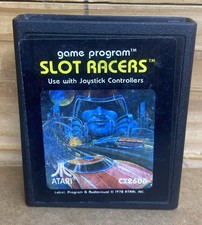 game program™
SLOT RACERS™
Use with Joystick Controllers
ATARI
CX2606
Label, Program & Audiovisual © 1978 ATARI, INC.